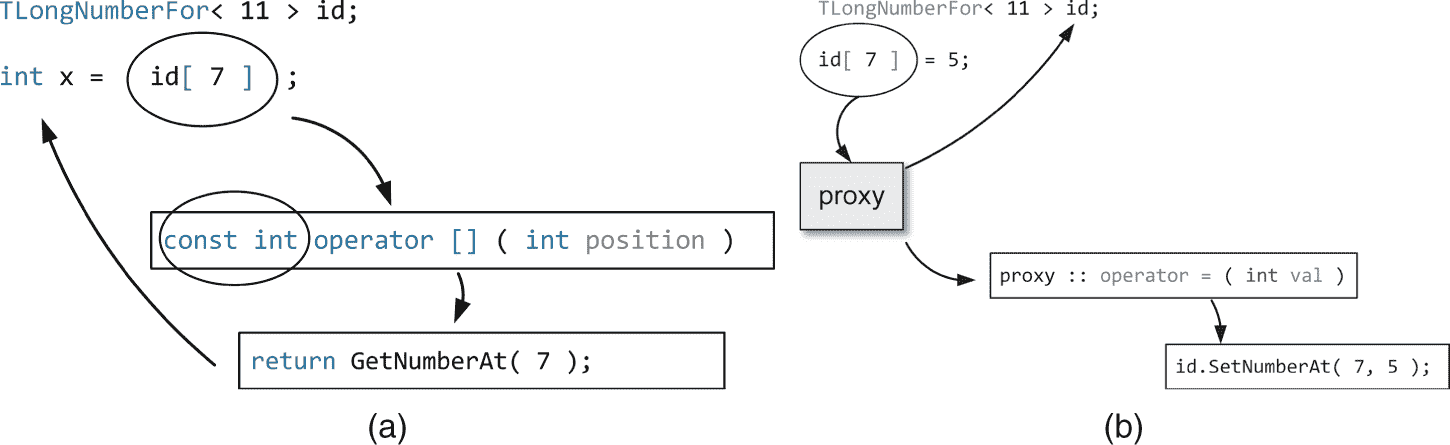 TLongNumberFor< 11 > id;
int x = id[ 7 ] ;
const int operator [] ( int position )
return GetNumberAt( 7 );
(a)
TLongNumberFor< 11 > id;
id[ 7 ] = 5;
proxy
proxy :: operator = ( int val )
id.SetNumberAt( 7, 5 );
(b)